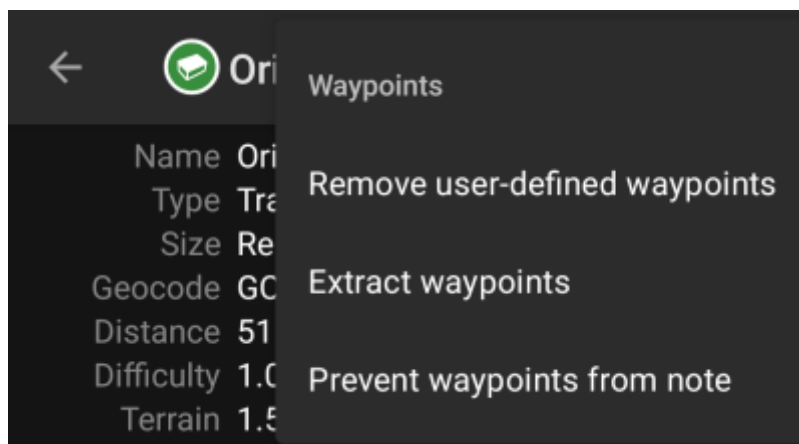 Ori
Waypoints
Name Ori
Type Tra
Size Re
Geocode GC
Distance 51
Difficulty 1.0
Terrain 1.5
Remove user-defined waypoints
Extract waypoints
Prevent waypoints from note